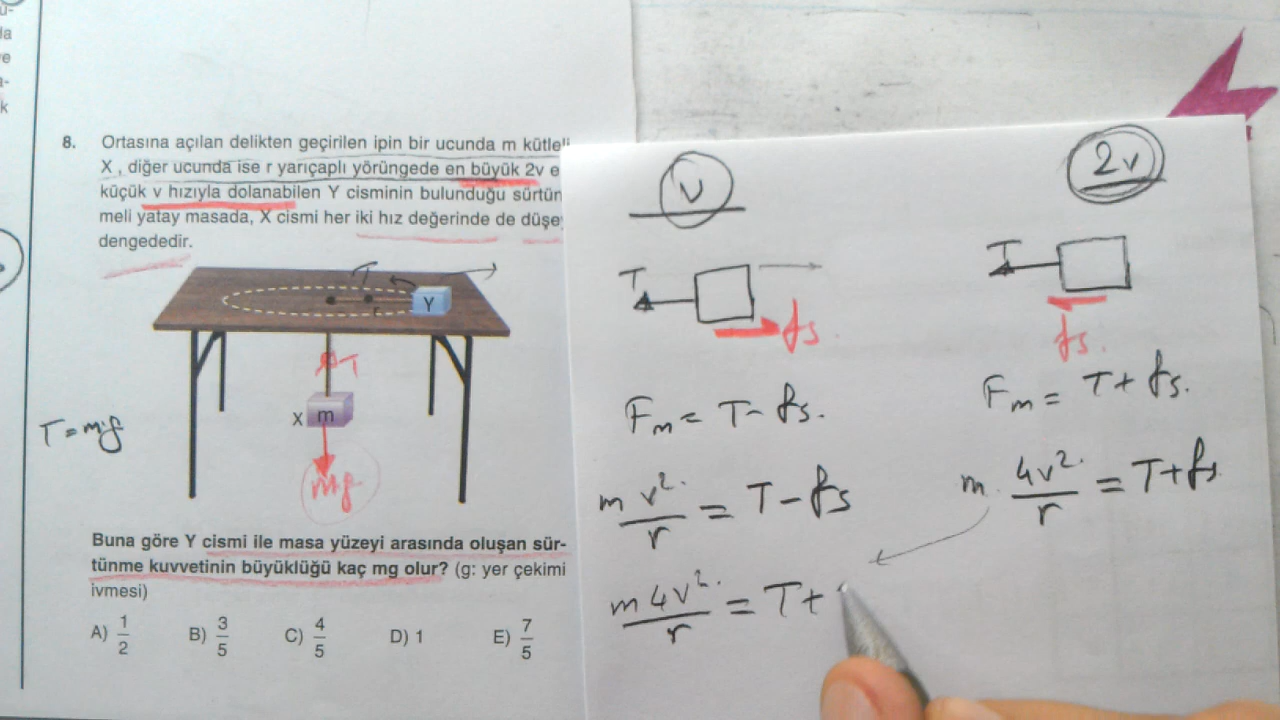 8. Ortasına açılan delikten geçirilen ipin bir ucunda m kütleli
X , diğer ucunda ise r yarıçaplı yörüngede en büyük 2v e
küçük v hızıyla dolanabilen Y cisminin bulunduğu sürtün
meli yatay masada, X cismi her iki hız değerinde de düşe
dengededir.
T
Y
r
T
X m
mg
T = mg
Buna göre Y cismi ile masa yüzeyi arasında oluşan sür-
tünme kuvvetinin büyüklüğü kaç mg olur? (g: yer çekimi
ivmesi)
A) 1/2 B) 3/5 C) 4/5 D) 1 E) 7/5
v
T
fs
Fm = T - fs.
m v²/r = T - fs
m 4v²/r = T +
2v
T
fs.
Fm = T + fs.
m. 4v²/r = T + fs